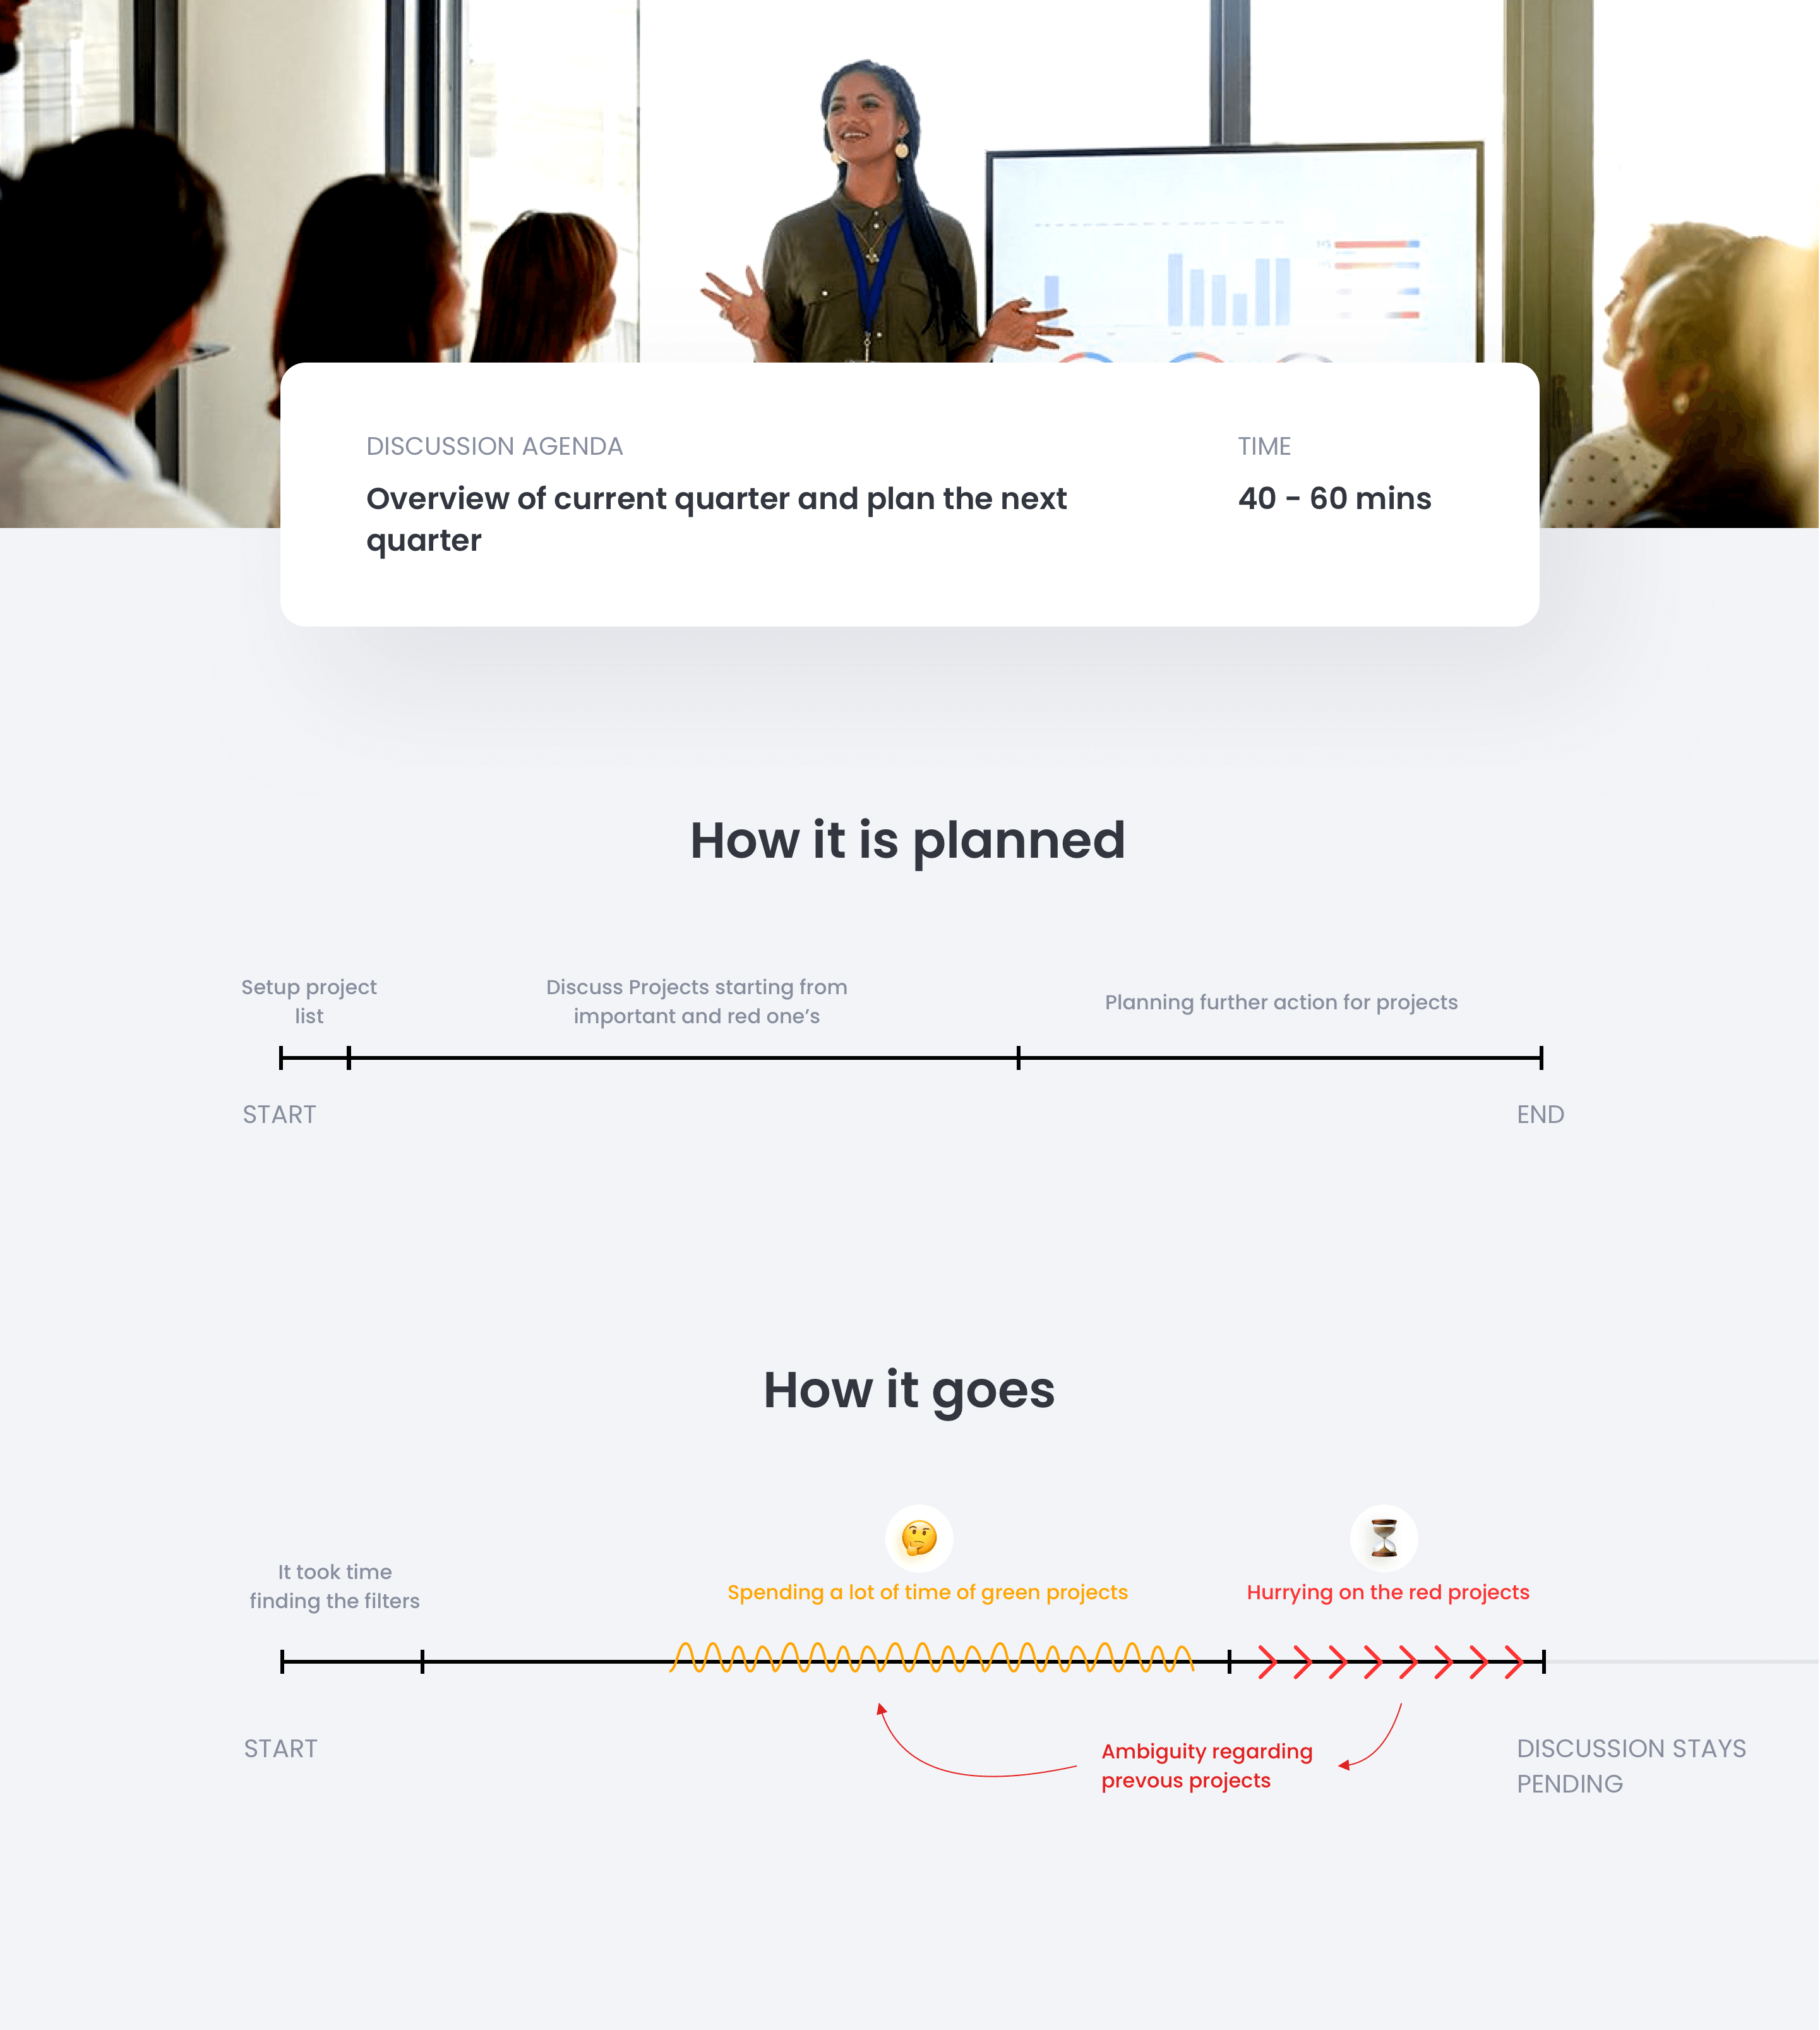 DISCUSSION AGENDA
TIME
Overview of current quarter and plan the next
quarter
40 - 60 mins
How it is planned
Setup project
list
Discuss Projects starting from
important and red one's
Planning further action for projects
START
END
How it goes
It took time
finding the filters
Spending a lot of time of green projects
Hurrying on the red projects
Ambiguity regarding
prevous projects
START
DISCUSSION STAYS
PENDING